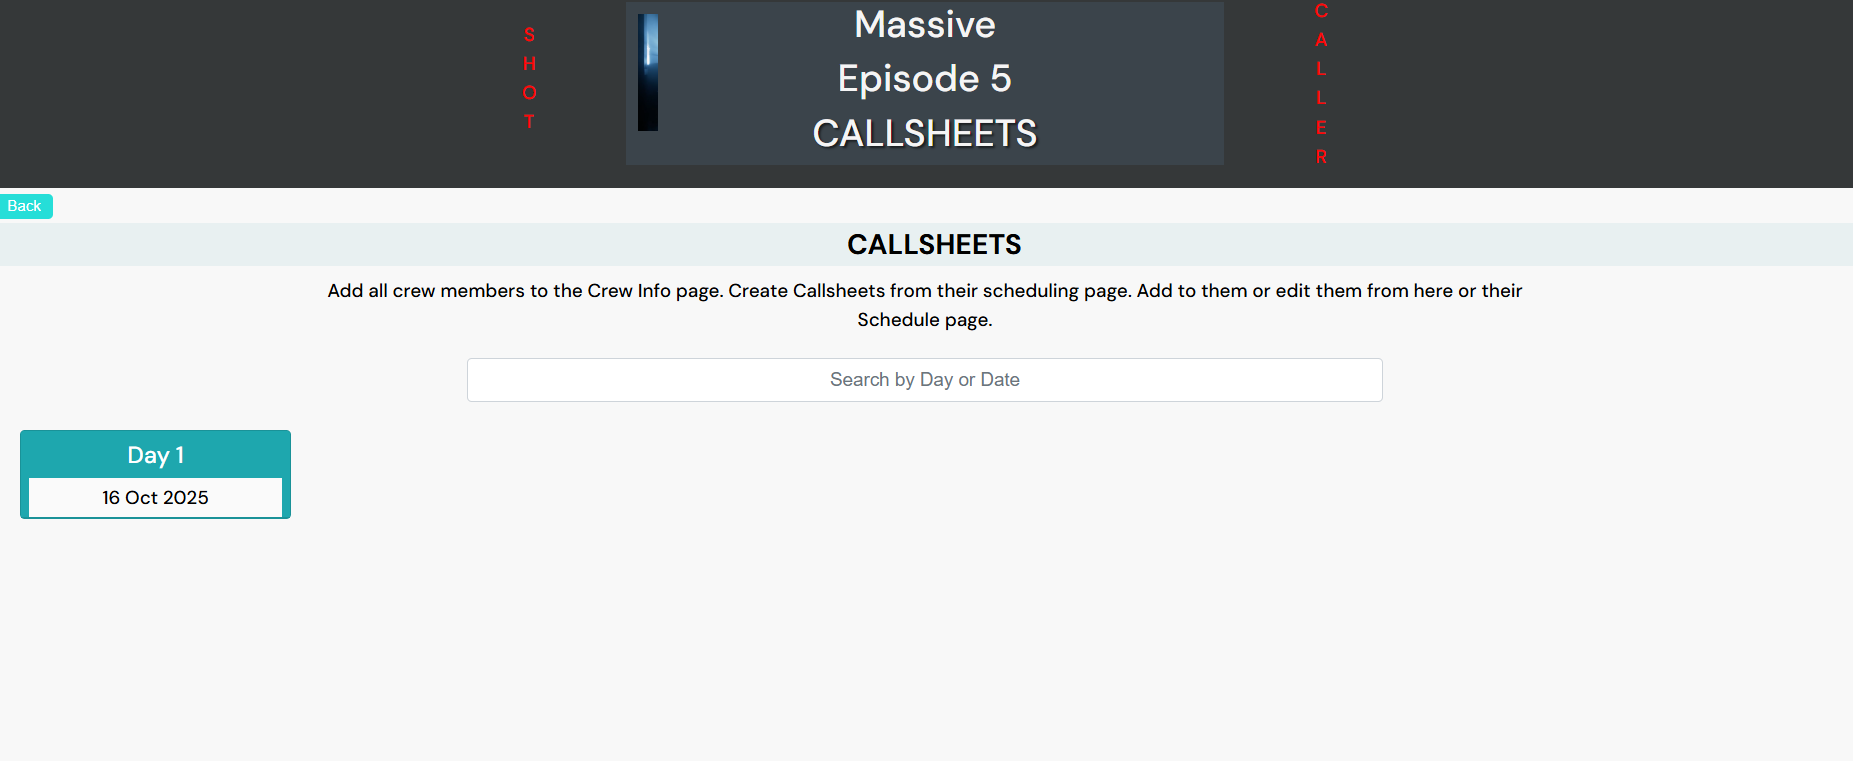 SHOT
Massive
Episode 5
CALLSHEETS
CALLER
Back
CALLSHEETS
Add all crew members to the Crew Info page. Create Callsheets from their scheduling page. Add to them or edit them from here or their
Schedule page.
Search by Day or Date
Day 1
16 Oct 2025